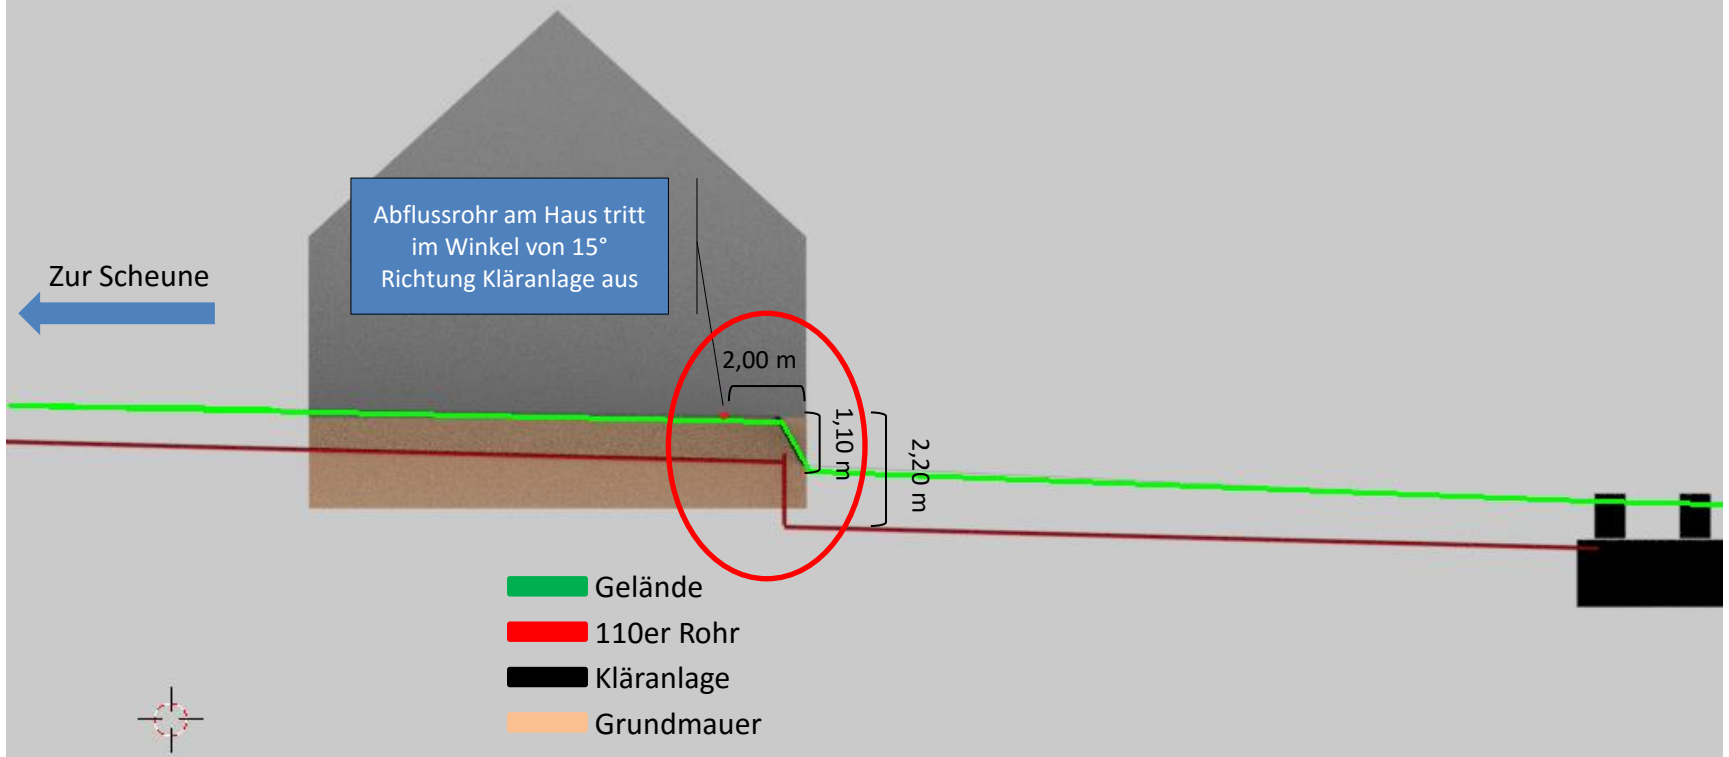 Abflussrohr am Haus tritt
im Winkel von 15°
Richtung Kläranlage aus
Zur Scheune
2,00 m
1,10 m
2,20 m
Gelände
110er Rohr
Kläranlage
Grundmauer